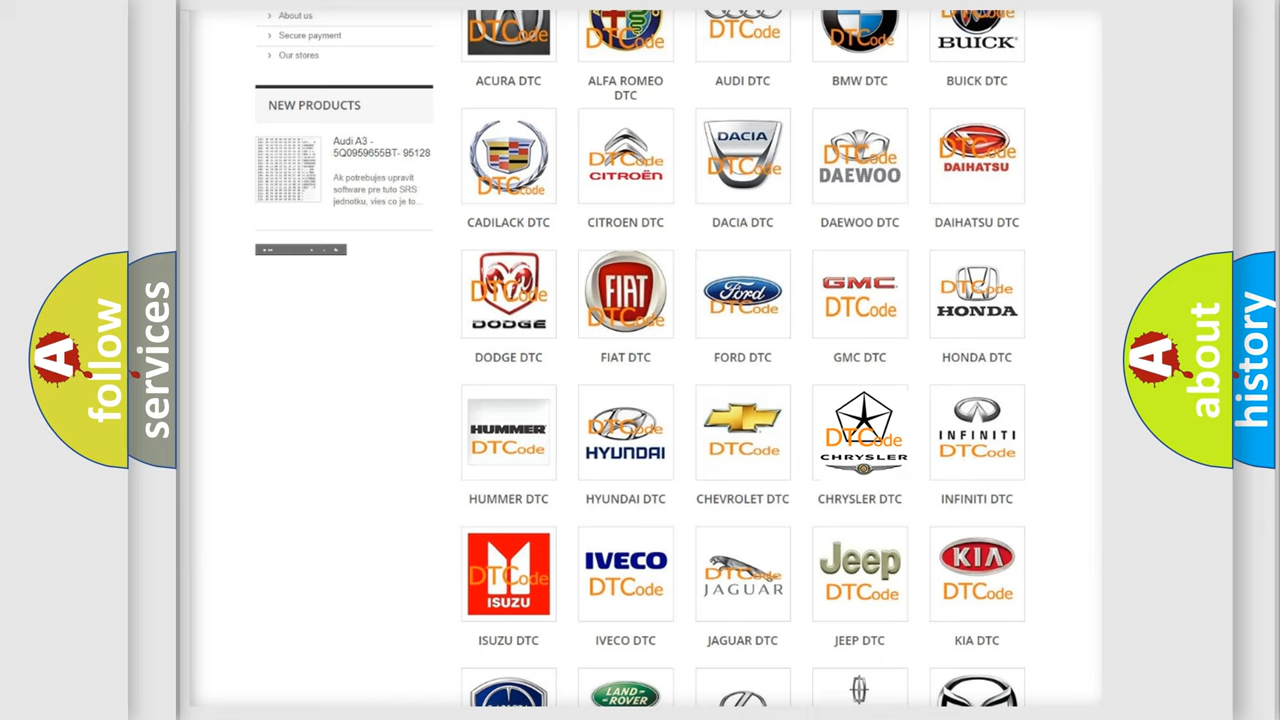 About us
Secure payment
Our stores
NEW PRODUCTS
Audi A3 -
5Q0959655BT- 95128
Ak potrebujes upravit
software pre tuto SRS
jednotku, vies co je to...
DTCode
DTCode
DTCode
DTCode
BUICK
ACURA DTC
ALFA ROMEO
DTC
AUDI DTC
BMW DTC
BUICK DTC
DTCode
DTCode
CITROËN
DACIA
DTCode
DTCode
DAEWOO
DTCode
DAIHATSU
CADILACK DTC
CITROEN DTC
DACIA DTC
DAEWOO DTC
DAIHATSU DTC
DTCode
DODGE
FIAT
DTCode
Ford
DTCode
GMC
DTCode
DTCode
HONDA
DODGE DTC
FIAT DTC
FORD DTC
GMC DTC
HONDA DTC
HUMMER
DTCode
DTCode
HYUNDAI
DTCode
DTCode
CHRYSLER
INFINITI
DTCode
HUMMER DTC
HYUNDAI DTC
CHEVROLET DTC
CHRYSLER DTC
INFINITI DTC
DTCode
ISUZU
IVECO
DTCode
DTCode
JAGUAR
Jeep
DTCode
KIA
DTCode
ISUZU DTC
IVECO DTC
JAGUAR DTC
JEEP DTC
KIA DTC
LAND-
ROVER
A
follow
services
A
about
history